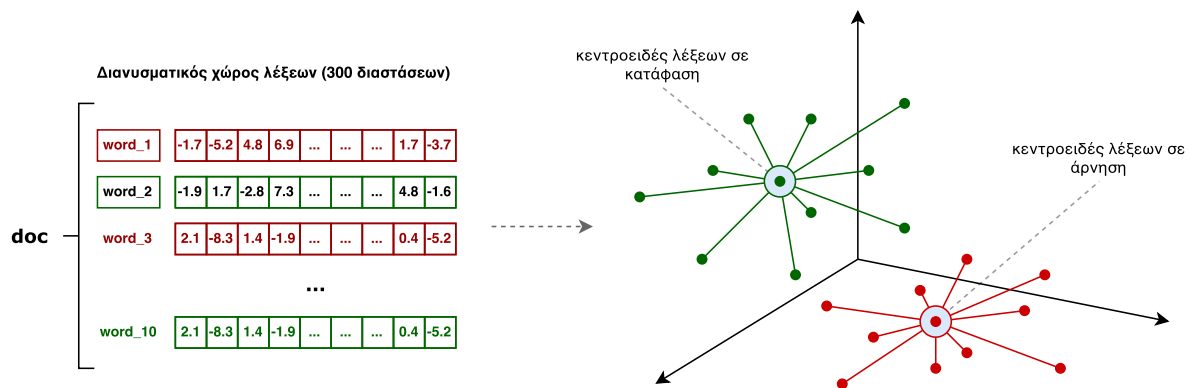 Διανυσματικός χώρος λέξεων (300 διαστάσεων)
doc
word_1 -1.7 -5.2 4.8 6.9 ... ... ... 1.7 -3.7
word_2 -1.9 1.7 -2.8 7.3 ... ... ... 4.8 -1.6
word_3 2.1 -8.3 1.4 -1.9 ... ... ... 0.4 -5.2
...
word_10 2.1 -8.3 1.4 -1.9 ... ... ... 0.4 -5.2
κεντροειδές λέξεων σε
κατάφαση
κεντροειδές λέξεων σε
άρνηση